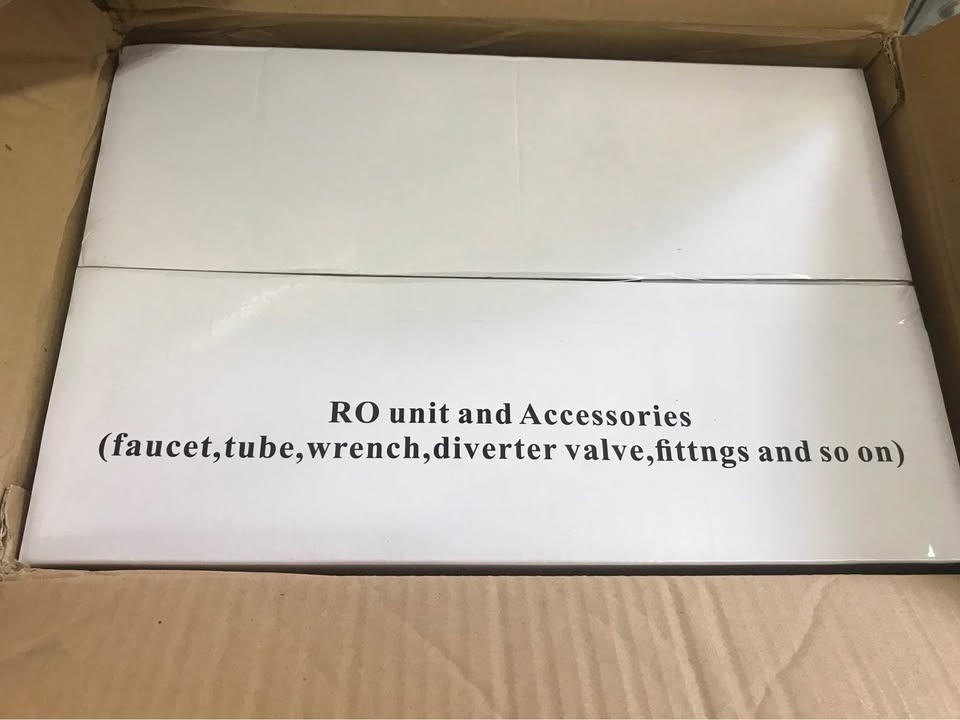 RO unit and Accessories
(faucet,tube,wrench,diverter valve,fittngs and so on)